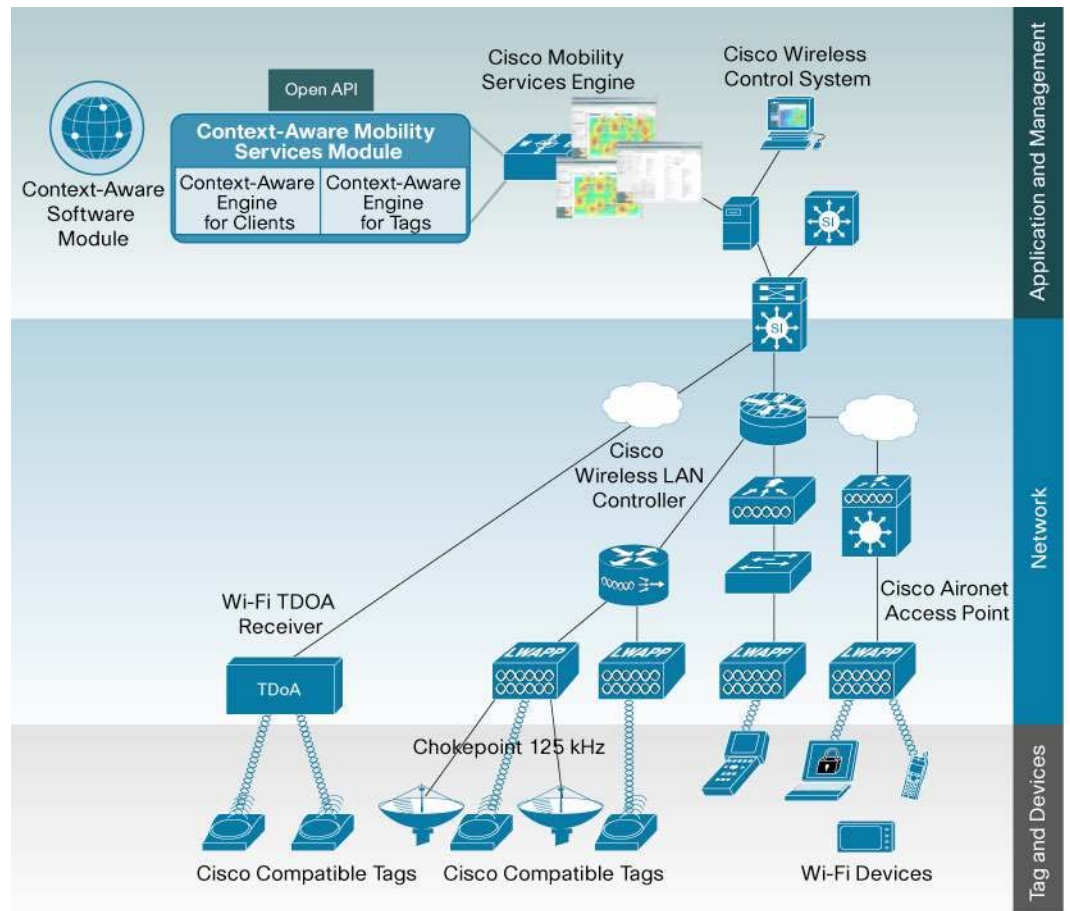 Cisco Mobility
Services Engine
Cisco Wireless
Control System
Open API
Context-Aware Mobility
Services Module
Context-Aware
Engine
for Clients
Context-Aware
Engine
for Tags
Context-Aware
Software
Module
SI
SI
Application and Management
Cisco
Wireless LAN
Controller
Wi-Fi TDOA
Receiver
Cisco Aironet
Access Point
TDoA
LWAPP
LWAPP
LWAPP
LWAPP
Network
Chokepoint 125 kHz
Cisco Compatible Tags
Cisco Compatible Tags
Wi-Fi Devices
Tag and Devices